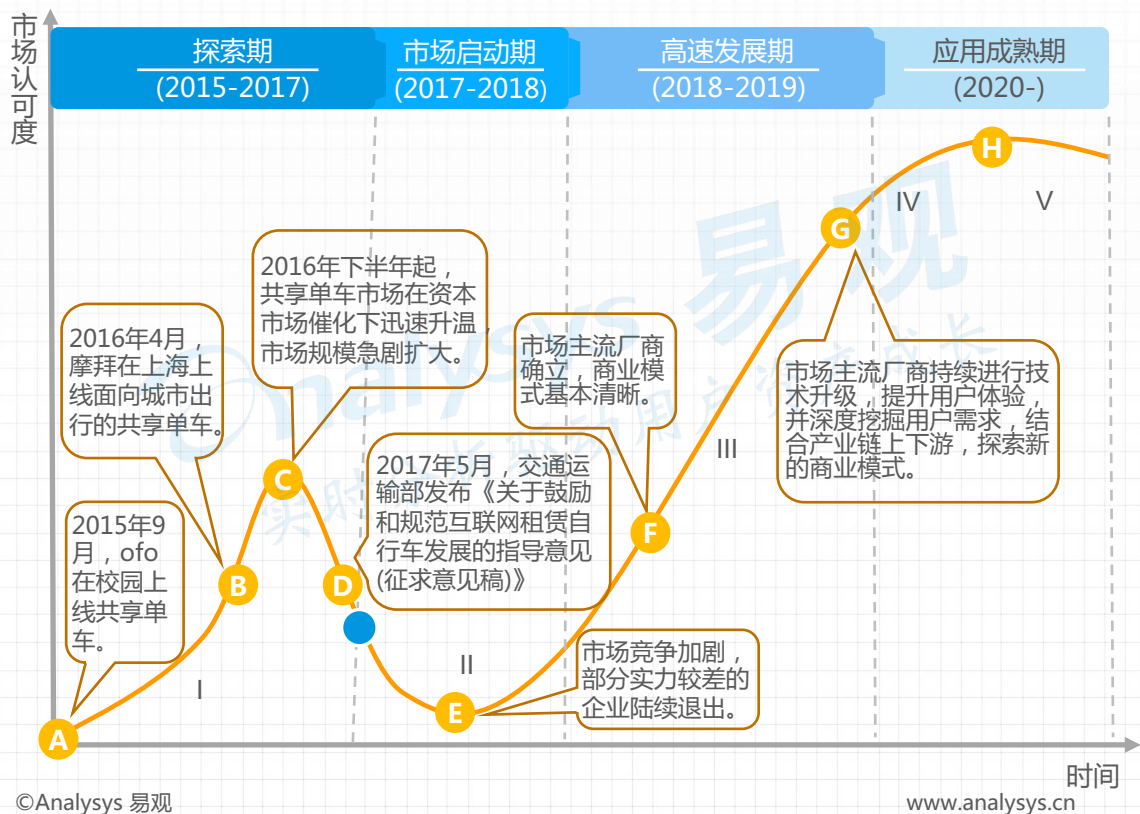 市场认可度
探索期
(2015-2017)
市场启动期
(2017-2018)
高速发展期
(2018-2019)
应用成熟期
(2020-)
H
IV
V
G
2016年下半年起，
共享单车市场在资本
市场催化下迅速升温，
市场规模急剧扩大。
2016年4月，
摩拜在上海上
线面向城市出
行的共享单车。
市场主流厂商
确立，商业模
式基本清晰。
市场主流厂商持续进行技
术升级，提升用户体验，
并深度挖掘用户需求，结
合产业链上下游，探索新
的商业模式。
III
C
2017年5月，交通运
输部发布《关于鼓励
和规范互联网租赁自
行车发展的指导意见
(征求意见稿)》
2015年9
月，ofo
在校园上
线共享单
车。
F
B
D
II
市场竞争加剧，
部分实力较差的
企业陆续退出。
I
E
A
时间
©Analysys 易观
www.analysys.cn
Analysys 易观